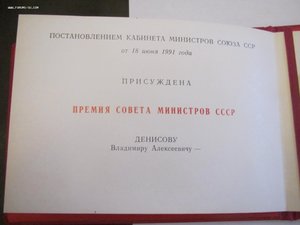 ПОСТАНОВЛЕНИЕМ КАБИНЕТА МИНИСТРОВ СОЮЗА ССР
от 18 июня 1991 года
ПРИСУЖДЕНА
ПРЕМИЯ СОВЕТА МИНИСТРОВ СССР
ДЕНИСОВУ
Владимиру Алексеевичу —